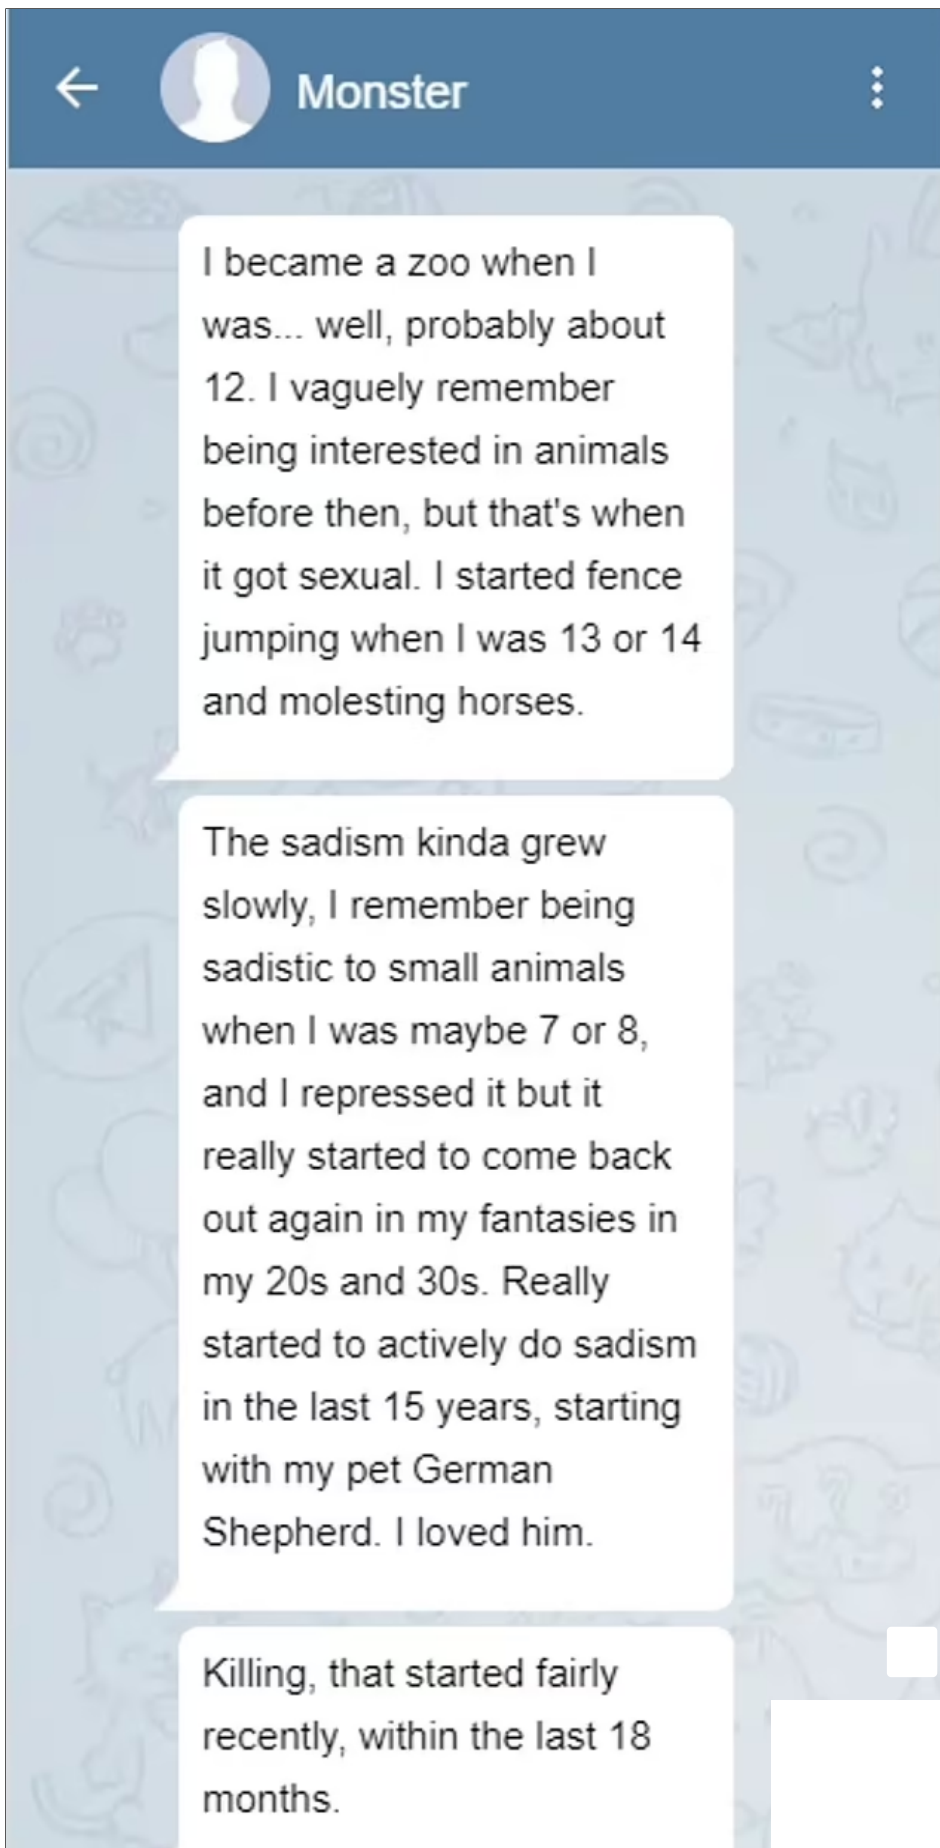 Monster
I became a zoo when I
was... well, probably about
12. I vaguely remember
being interested in animals
before then, but that's when
it got sexual. I started fence
jumping when I was 13 or 14
and molesting horses.
The sadism kinda grew
slowly, I remember being
sadistic to small animals
when I was maybe 7 or 8,
and I repressed it but it
really started to come back
out again in my fantasies in
my 20s and 30s. Really
started to actively do sadism
in the last 15 years, starting
with my pet German
Shepherd. I loved him.
Killing, that started fairly
recently, within the last 18
months.